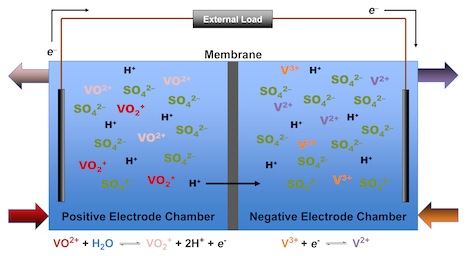 External Load
e⁻ e⁻
Membrane
H⁺ V³⁺ H⁺
VO²⁺ VO²⁺ SO₄²⁻ V²⁺
SO₄²⁻ SO₄²⁻ SO₄²⁻
SO₄²⁻ VO₂⁺ V²⁺ SO₄²⁻
H⁺ H⁺ H⁺ V²⁺
SO₄²⁻ VO²⁺ SO₄²⁻ SO₄²⁻ V³⁺ SO₄²⁻
VO₂⁺ H⁺ SO₄²⁻ H⁺ SO₄²⁻ H⁺
SO₄²⁻ VO₂⁺ H⁺ SO₄²⁻ V³⁺
Positive Electrode Chamber Negative Electrode Chamber
VO²⁺ + H₂O ⇌ VO₂⁺ + 2H⁺ + e⁻ V³⁺ + e⁻ ⇌ V²⁺